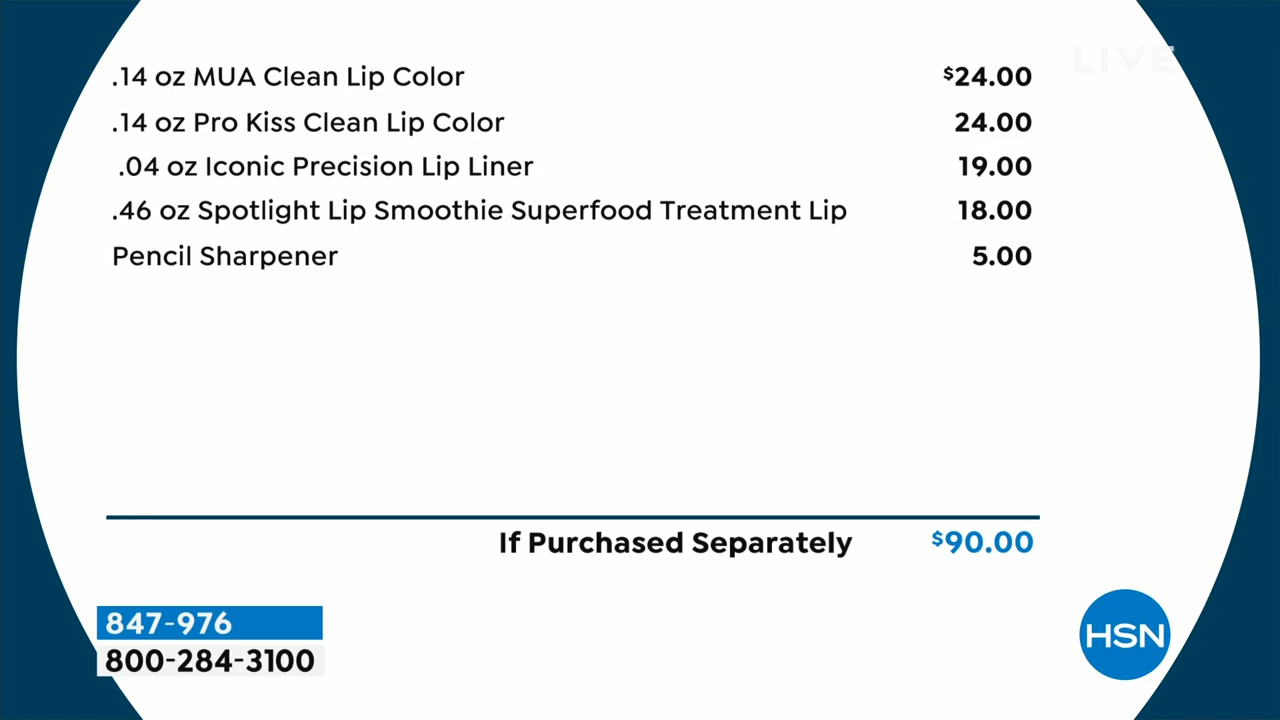 LIVE
.14 oz MUA Clean Lip Color $24.00
.14 oz Pro Kiss Clean Lip Color 24.00
.04 oz Iconic Precision Lip Liner 19.00
.46 oz Spotlight Lip Smoothie Superfood Treatment Lip 18.00
Pencil Sharpener 5.00
If Purchased Separately $90.00
847-976
800-284-3100
HSN